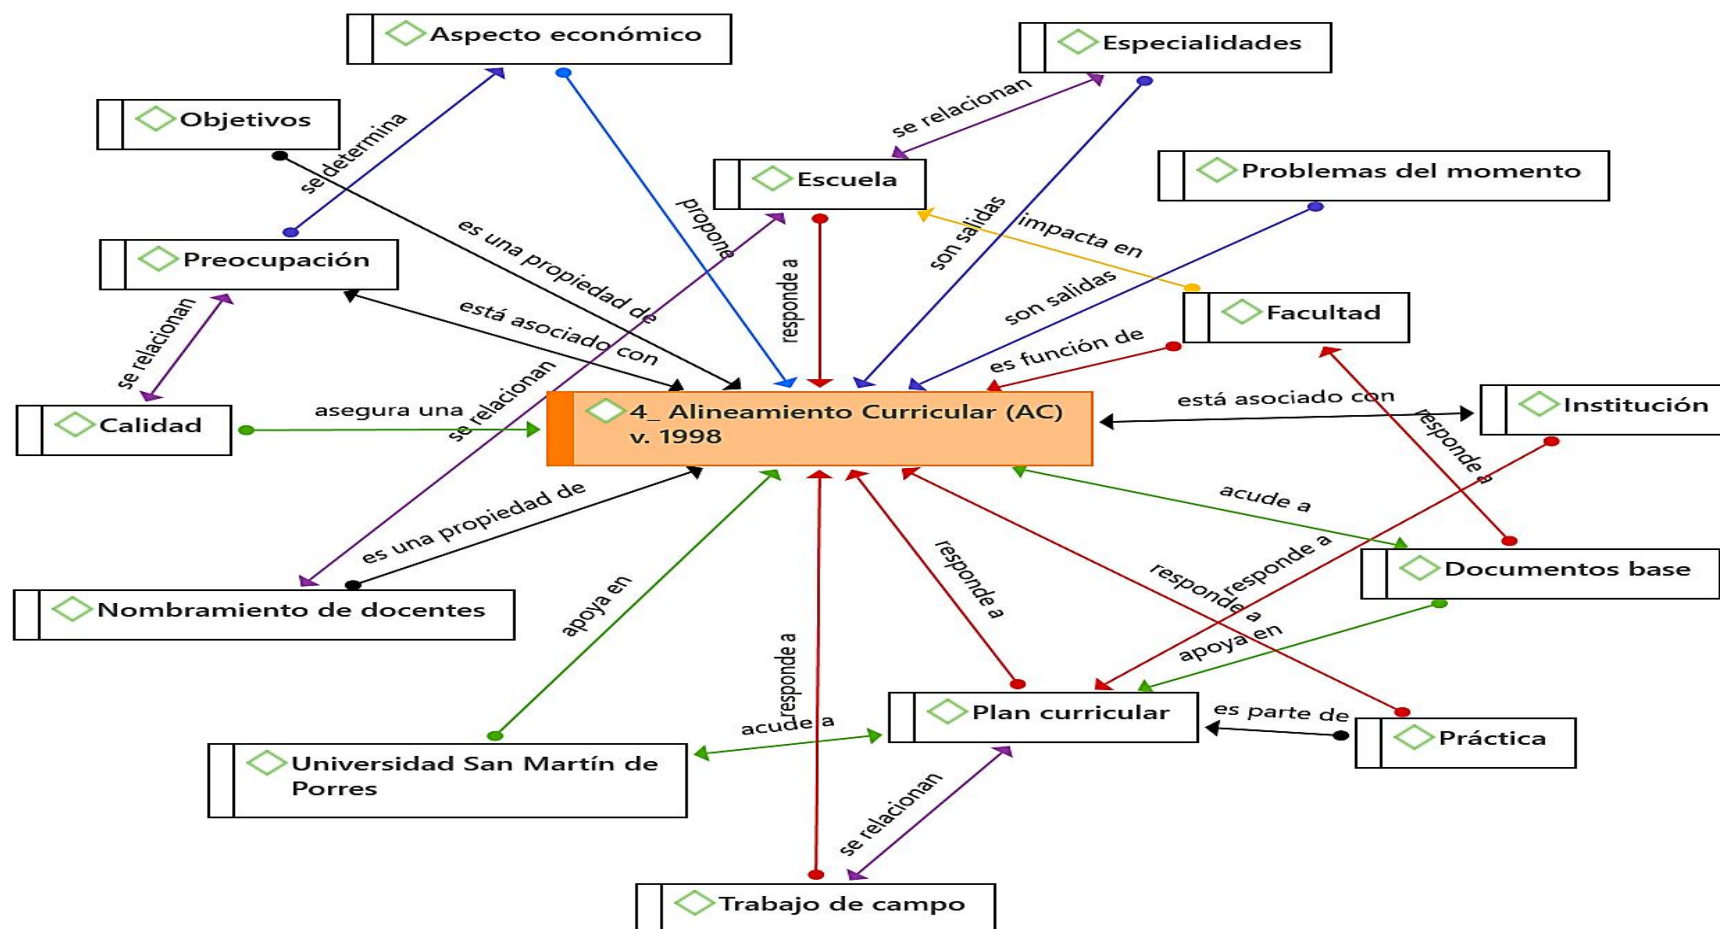 Aspecto económico
Especialidades
se relacionan
Objetivos
se determina
Problemas del momento
Escuela
propone
son salidas
impacta en
es una propiedad de
Preocupación
responde a
son salidas
Facultad
se relacionan
está asociado con
es función de
se relacionan
Calidad
asegura una
4_ Alineamiento Curricular (AC)
v. 1998
está asociado con
Institución
responde a
es una propiedad de
acude a
responde a
responde a
responde a
Documentos base
Nombramiento de docentes
apoya en
apoya en
responde a
Plan curricular
es parte de
acude a
Práctica
Universidad San Martín de
Porres
se relacionan
Trabajo de campo